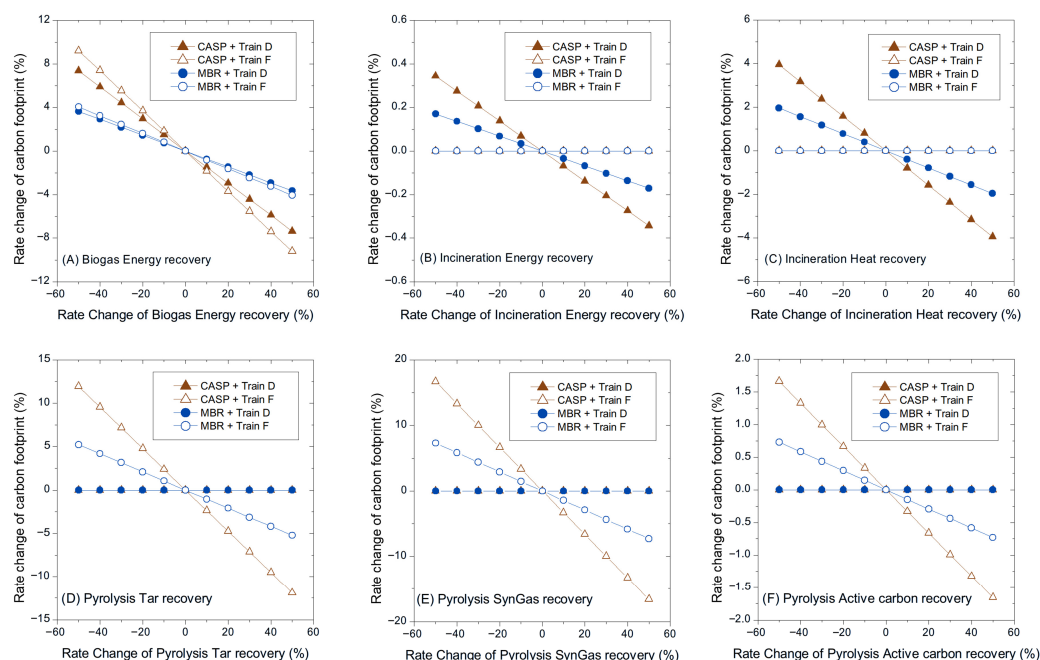 Rate change of carbon footprint (%)
12
8
4
0
−4
−8
−12
CASP + Train D
CASP + Train F
MBR + Train D
MBR + Train F
(A) Biogas Energy recovery
−60 −40 −20 0 20 40 60
Rate Change of Biogas Energy recovery (%)
Rate change of carbon footprint (%)
0.6
0.4
0.2
0.0
−0.2
−0.4
−0.6
CASP + Train D
CASP + Train F
MBR + Train D
MBR + Train F
(B) Incineration Energy recovery
−60 −40 −20 0 20 40 60
Rate Change of Incineration Energy recovery (%)
Rate change of carbon footprint (%)
6
4
2
0
−2
−4
−6
CASP + Train D
CASP + Train F
MBR + Train D
MBR + Train F
(C) Incineration Heat recovery
−60 −40 −20 0 20 40 60
Rate Change of Incineration Heat recovery (%)
Rate change of carbon footprint (%)
15
10
5
0
−5
−10
−15
CASP + Train D
CASP + Train F
MBR + Train D
MBR + Train F
(D) Pyrolysis Tar recovery
−60 −40 −20 0 20 40 60
Rate Change of Pyrolysis Tar recovery (%)
Rate change of carbon footprint (%)
20
10
0
−10
−20
CASP + Train D
CASP + Train F
MBR + Train D
MBR + Train F
(E) Pyrolysis SynGas recovery
−60 −40 −20 0 20 40 60
Rate Change of Pyrolysis SynGas recovery (%)
Rate change of carbon footprint (%)
2.0
1.5
1.0
0.5
0.0
−0.5
−1.0
−1.5
−2.0
CASP + Train D
CASP + Train F
MBR + Train D
MBR + Train F
(F) Pyrolysis Active carbon recovery
−60 −40 −20 0 20 40 60
Rate Change of Pyrolysis Active carbon recovery (%)